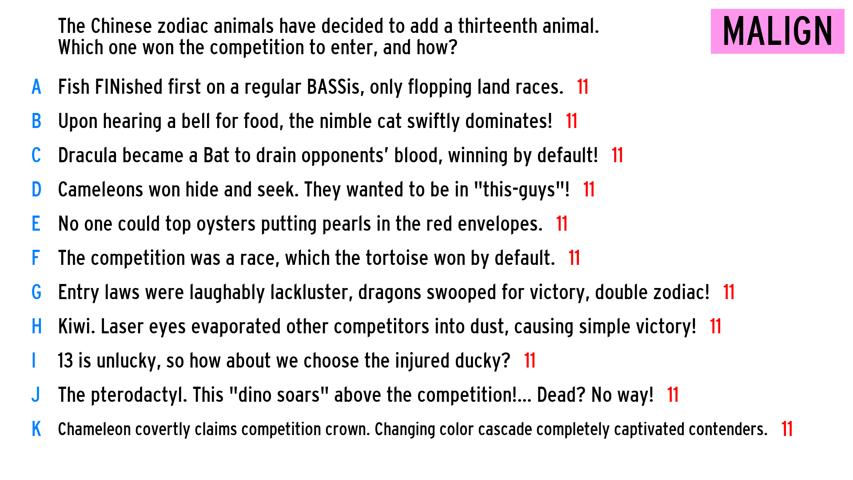 The Chinese zodiac animals have decided to add a thirteenth animal.
Which one won the competition to enter, and how?
MALIGN
A Fish FINished first on a regular BASSis, only flopping land races. 11
B Upon hearing a bell for food, the nimble cat swiftly dominates! 11
C Dracula became a Bat to drain opponents' blood, winning by default! 11
D Cameleons won hide and seek. They wanted to be in "this-guys"! 11
E No one could top oysters putting pearls in the red envelopes. 11
F The competition was a race, which the tortoise won by default. 11
G Entry laws were laughably lackluster, dragons swooped for victory, double zodiac! 11
H Kiwi. Laser eyes evaporated other competitors into dust, causing simple victory! 11
I 13 is unlucky, so how about we choose the injured ducky? 11
J The pterodactyl. This "dino soars" above the competition!... Dead? No way! 11
K Chameleon covertly claims competition crown. Changing color cascade completely captivated contenders. 11